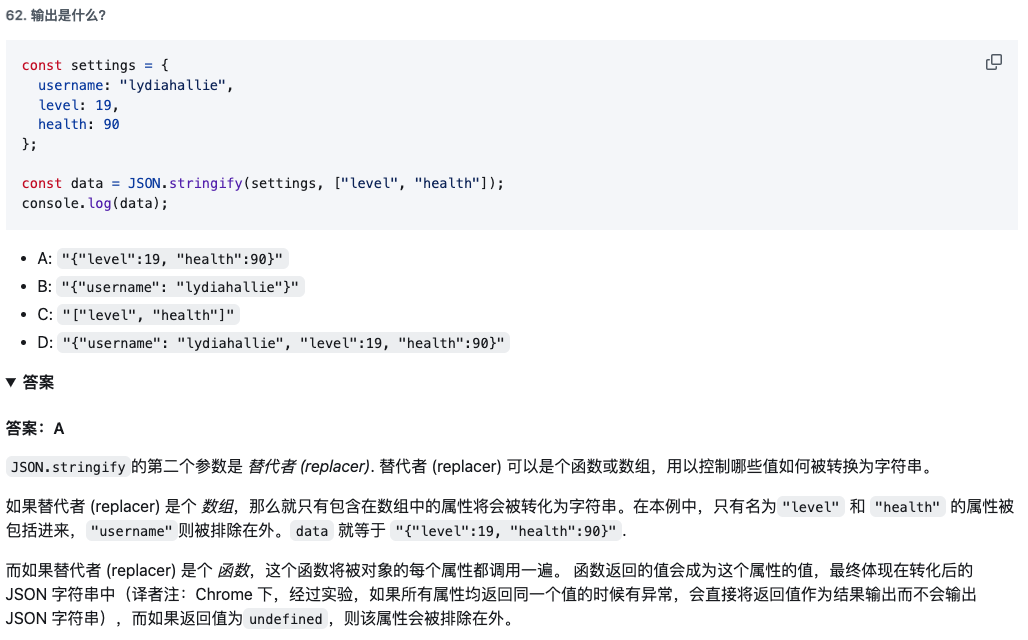 62. 输出是什么?
const settings = {
  username: "lydiahallie",
  level: 19,
  health: 90
};
const data = JSON.stringify(settings, ["level", "health"]);
console.log(data);
• A: "{"level":19, "health":90}"
• B: "{"username": "lydiahallie"}"
• C: "["level", "health"]"
• D: "{"username": "lydiahallie", "level":19, "health":90}"
▼ 答案
答案：A
JSON.stringify 的第二个参数是 替代者 (replacer). 替代者 (replacer) 可以是个函数或数组，用以控制哪些值如何被转换为字符串。
如果替代者 (replacer) 是个 数组，那么就只有包含在数组中的属性将会被转化为字符串。在本例中，只有名为 "level" 和 "health" 的属性被
包括进来， "username" 则被排除在外。 data 就等于 "{"level":19, "health":90}".
而如果替代者 (replacer) 是个 函数，这个函数将被对象的每个属性都调用一遍。 函数返回的值会成为这个属性的值，最终体现在转化后的
JSON 字符串中（译者注：Chrome 下，经过实验，如果所有属性均返回同一个值的时候有异常，会直接将返回值作为结果输出而不会输出
JSON 字符串），而如果返回值为 undefined，则该属性会被排除在外。